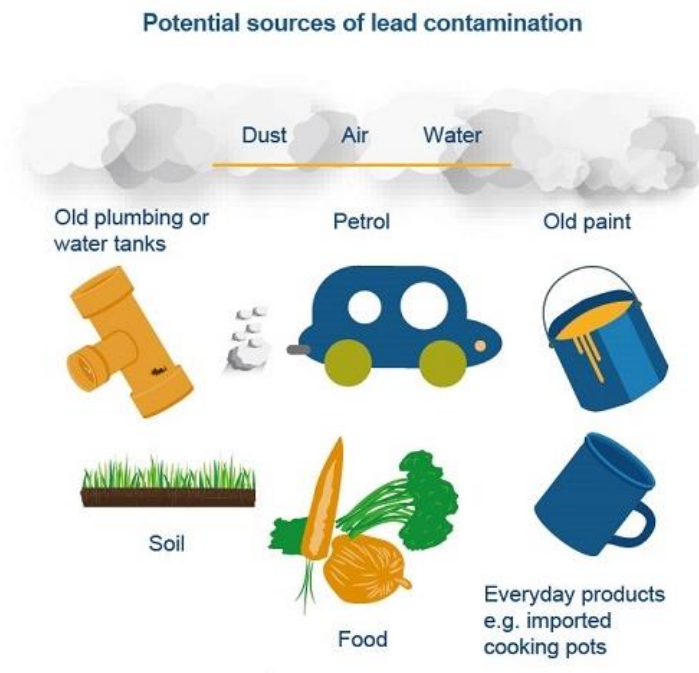 Potential sources of lead contamination
Dust Air Water
Old plumbing or
water tanks
Petrol
Old paint
Soil
Food
Everyday products
e.g. imported
cooking pots